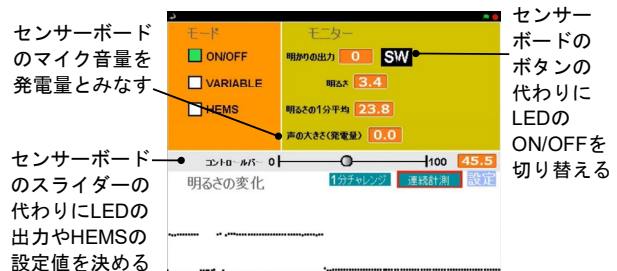 センサーボード
のマイク音量を
発電量とみなす
センサーボード
のスライダーの
代わりにLEDの
出力やHEMSの
設定値を決める
モード
ON/OFF
VARIABLE
HEMS
モニター
明かりの出力 0 SW
明るさ 3.4
明るさの1分平均 23.8
声の大きさ(発電量) 0.0
コントロールバー 0 100 45.5
明るさの変化 1分チャレンジ 連続計測 設定
センサー
ボードの
ボタンの
代わりに
LEDの
ON/OFFを
切り替える